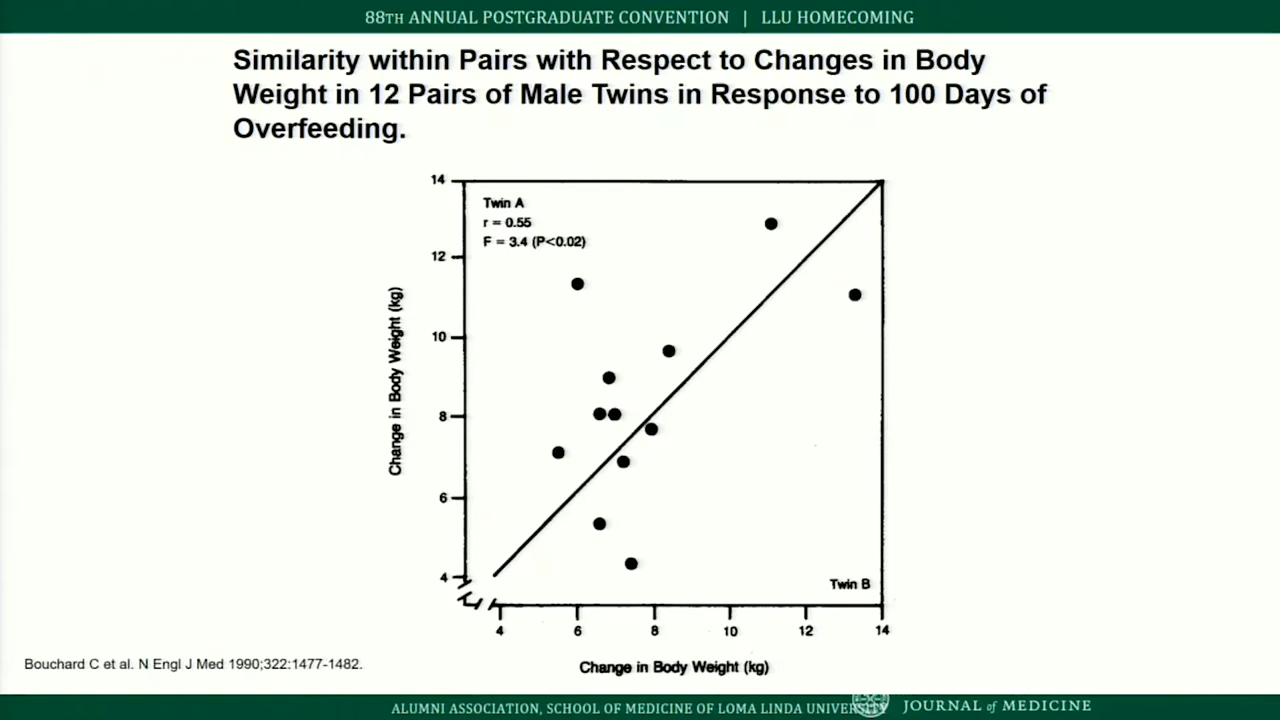 88TH ANNUAL POSTGRADUATE CONVENTION | LLU HOMECOMING
Similarity within Pairs with Respect to Changes in Body
Weight in 12 Pairs of Male Twins in Response to 100 Days of
Overfeeding.
14
Twin A
r = 0.55
F = 3.4 (P<0.02)
12
10
8
6
4
Change in Body Weight (kg)
Twin B
4 6 8 10 12 14
Change in Body Weight (kg)
Bouchard C et al. N Engl J Med 1990;322:1477-1482.
ALUMNI ASSOCIATION, SCHOOL OF MEDICINE OF LOMA LINDA UNIVERSITY
JOURNAL of MEDICINE